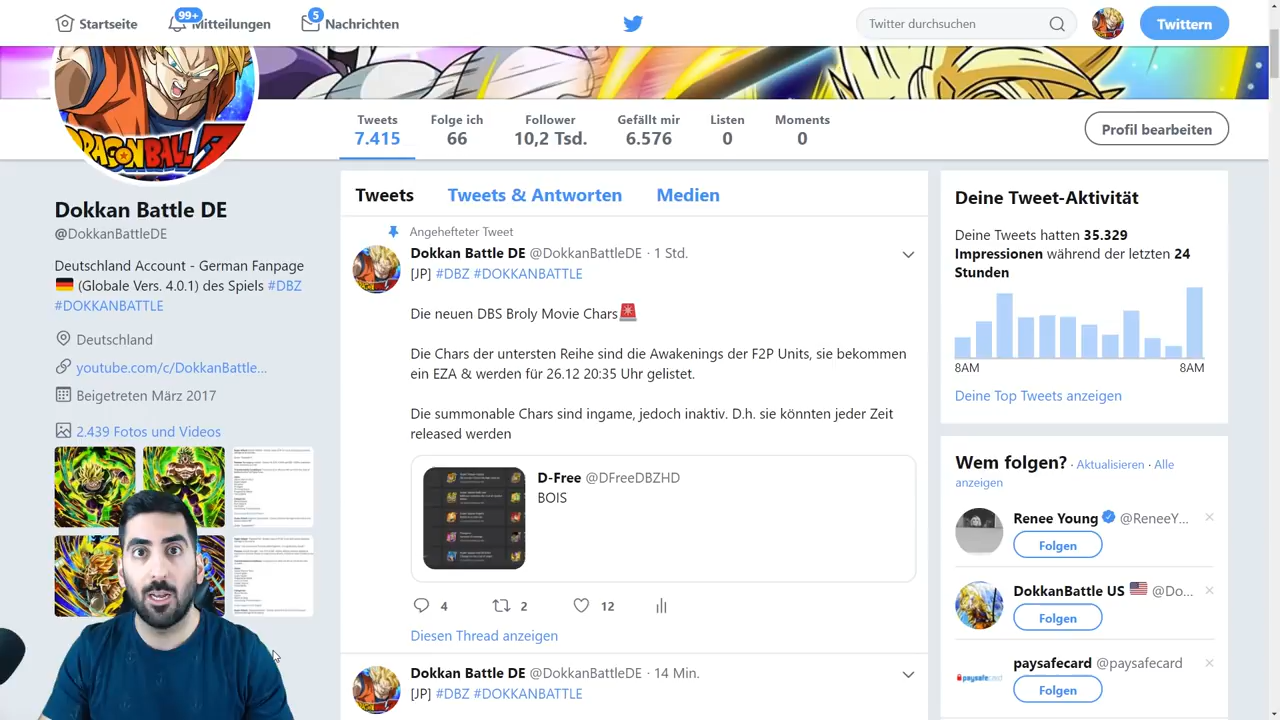 Startseite
99+
Mitteilungen
5
Nachrichten
Twitter durchsuchen
Twittern
DRAGONBALL Z
Tweets
7.415
Folge ich
66
Follower
10,2 Tsd.
Gefällt mir
6.576
Listen
0
Moments
0
Profil bearbeiten
Dokkan Battle DE
@DokkanBattleDE
Deutschland Account - German Fanpage
(Globale Vers. 4.0.1) des Spiels #DBZ
#DOKKANBATTLE
Deutschland
youtube.com/c/DokkanBattle...
Beigetreten März 2017
2.439 Fotos und Videos
Tweets Tweets & Antworten Medien
Angehefteter Tweet
Dokkan Battle DE @DokkanBattleDE · 1 Std.
[JP] #DBZ #DOKKANBATTLE
Die neuen DBS Broly Movie Chars
Die Chars der untersten Reihe sind die Awakenings der F2P Units, sie bekommen
ein EZA & werden für 26.12 20:35 Uhr gelistet.
Die summonable Chars sind ingame, jedoch inaktiv. D.h. sie könnten jeder Zeit
released werden
D-Free @DFreeDBZ
BOIS
4 12
Diesen Thread anzeigen
Dokkan Battle DE @DokkanBattleDE · 14 Min.
[JP] #DBZ #DOKKANBATTLE
Deine Tweet-Aktivität
Deine Tweets hatten 35.329
Impressionen während der letzten 24
Stunden
8AM 8AM
Deine Top Tweets anzeigen
Wem folgen? · Aktualisieren ·
anzeigen
Young
Folgen
DokkanBattle US @Do...
Folgen
paysafecard @paysafecard
paysafecard
Folgen